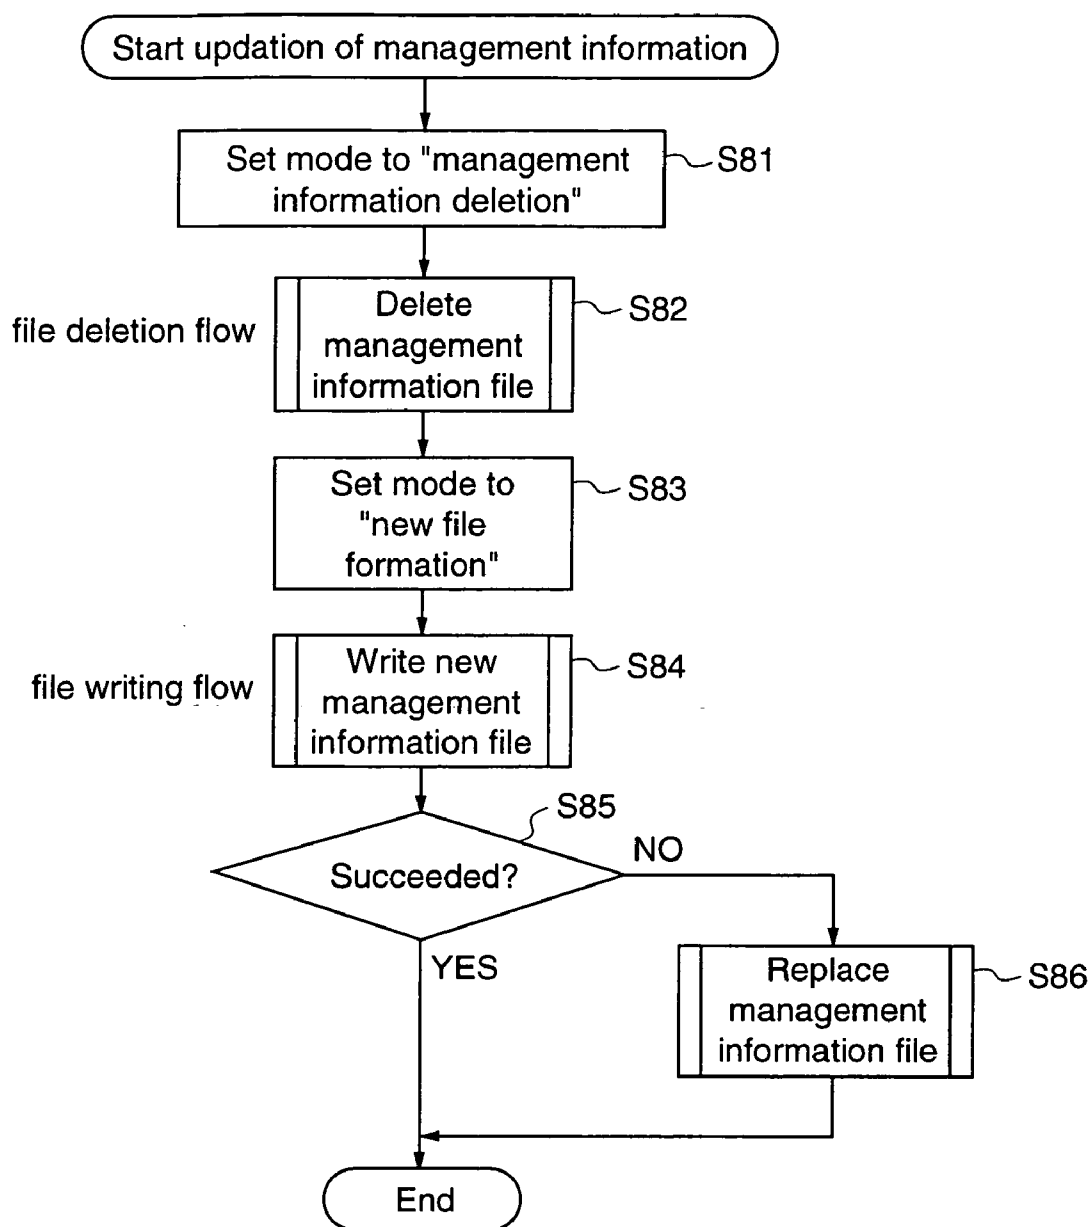 Start updation of management information
Set mode to "management
information deletion"
S81
file deletion flow
Delete
management
information file
S82
Set mode to
"new file
formation"
S83
file writing flow
Write new
management
information file
S84
S85
Succeeded?
NO
YES
Replace
management
information file
S86
End